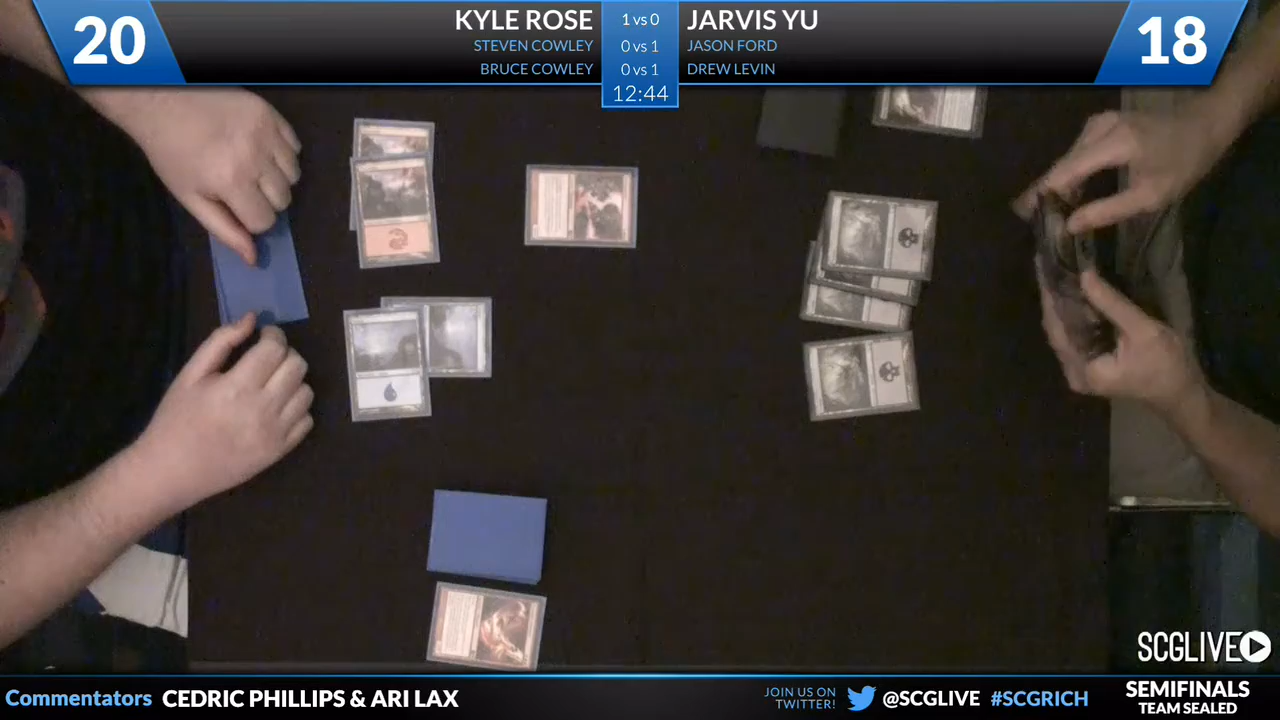 20
KYLE ROSE
1 vs 0
JARVIS YU
18
STEVEN COWLEY
0 vs 1
JASON FORD
BRUCE COWLEY
0 vs 1
DREW LEVIN
12:44
SCGLIVE
Commentators CEDRIC PHILLIPS & ARI LAX
JOIN US ON
TWITTER!
@SCGLIVE #SCGRICH
SEMIFINALS
TEAM SEALED